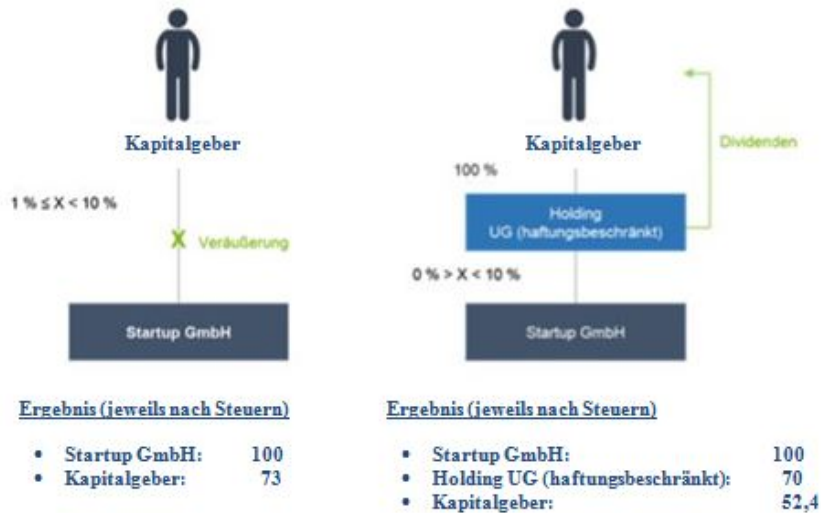 Kapitalgeber
1 % ≤ X < 10 %
X Veräußerung
Startup GmbH
Ergebnis (jeweils nach Steuern)
• Startup GmbH: 100
• Kapitalgeber: 73
Kapitalgeber
Dividenden
100 %
Holding
UG (haftungsbeschränkt)
0 % > X < 10 %
Startup GmbH
Ergebnis (jeweils nach Steuern)
• Startup GmbH: 100
• Holding UG (haftungsbeschränkt): 70
• Kapitalgeber: 52,4